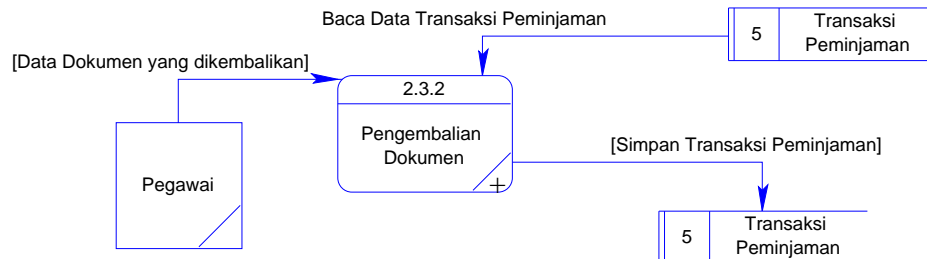 Baca Data Transaksi Peminjaman
5
Transaksi
Peminjaman
[Data Dokumen yang dikembalikan]
2.3.2
Pengembalian
Dokumen
Pegawai
[Simpan Transaksi Peminjaman]
5
Transaksi
Peminjaman